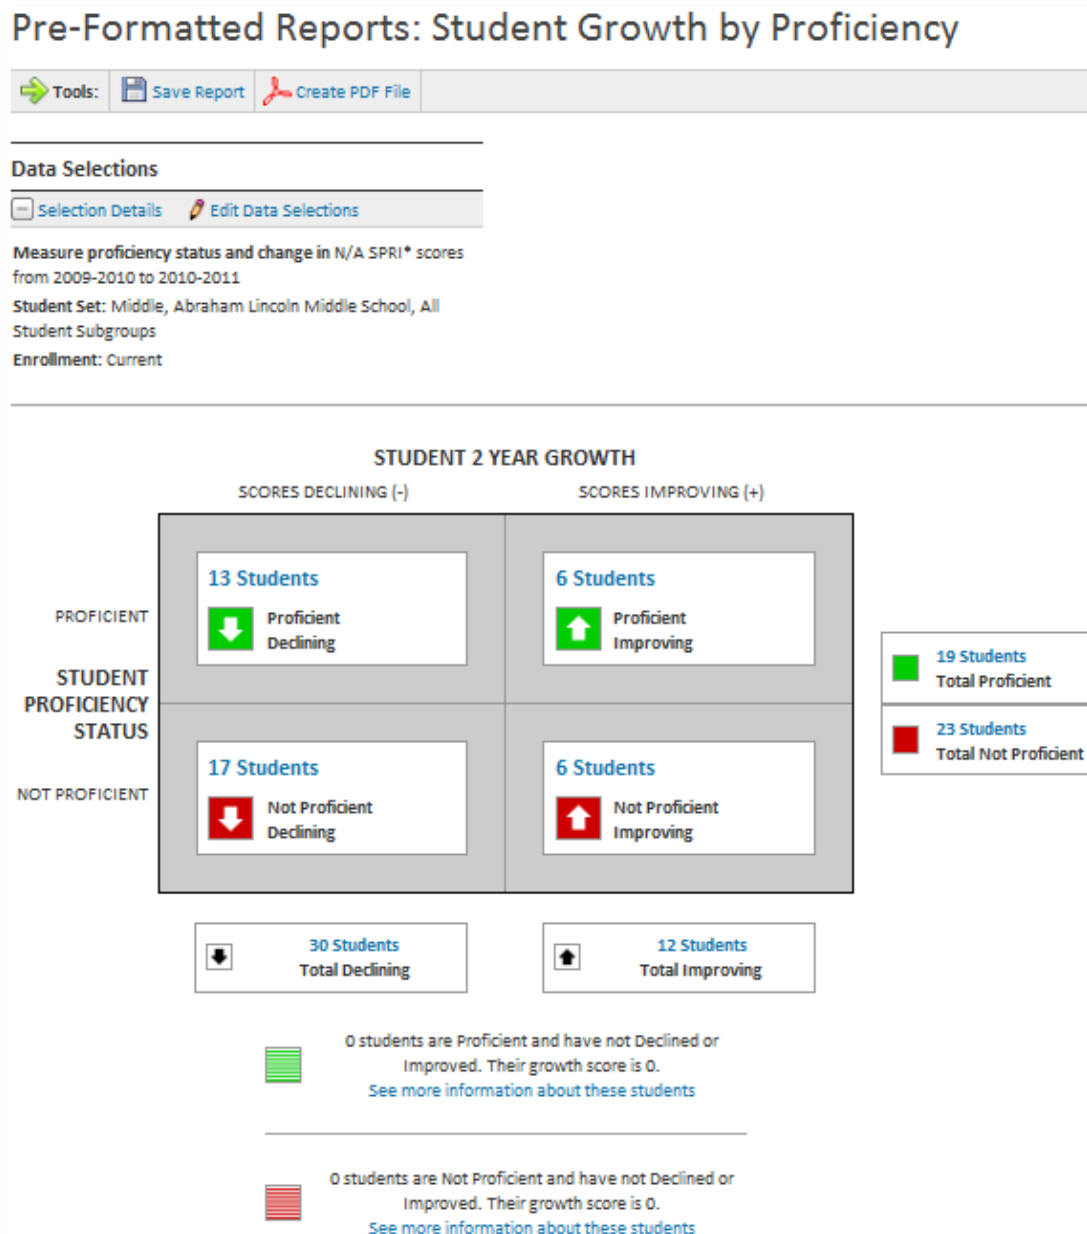 Pre-Formatted Reports: Student Growth by Proficiency
Tools: Save Report Create PDF File
Data Selections
Selection Details Edit Data Selections
Measure proficiency status and change in N/A SPRI* scores
from 2009-2010 to 2010-2011
Student Set: Middle, Abraham Lincoln Middle School, All
Student Subgroups
Enrollment: Current
STUDENT 2 YEAR GROWTH
SCORES DECLINING (-) SCORES IMPROVING (+)
PROFICIENT
STUDENT
PROFICIENCY
STATUS
NOT PROFICIENT
13 Students
Proficient
Declining
6 Students
Proficient
Improving
17 Students
Not Proficient
Declining
6 Students
Not Proficient
Improving
19 Students
Total Proficient
23 Students
Total Not Proficient
30 Students
Total Declining
12 Students
Total Improving
0 students are Proficient and have not Declined or
Improved. Their growth score is 0.
See more information about these students
0 students are Not Proficient and have not Declined or
Improved. Their growth score is 0.
See more information about these students